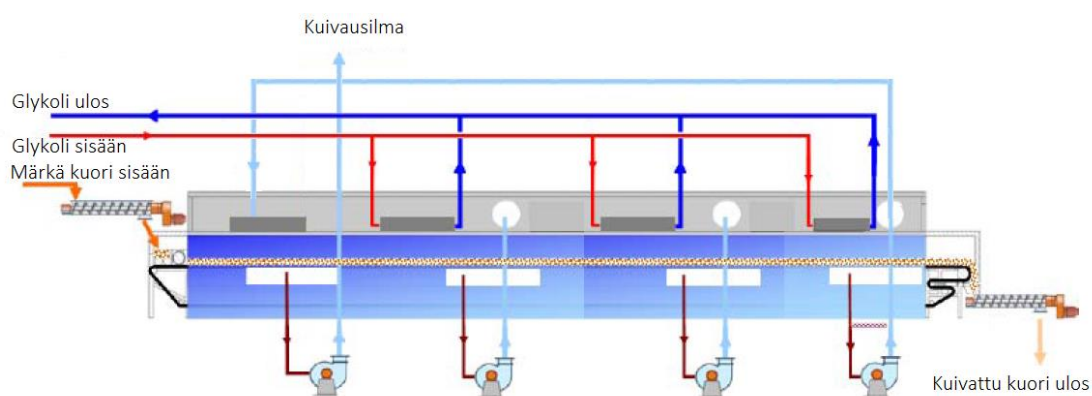 Kuivausilma
Glykoli ulos
Glykoli sisään
Märkä kuori sisään
Kuivattu kuori ulos